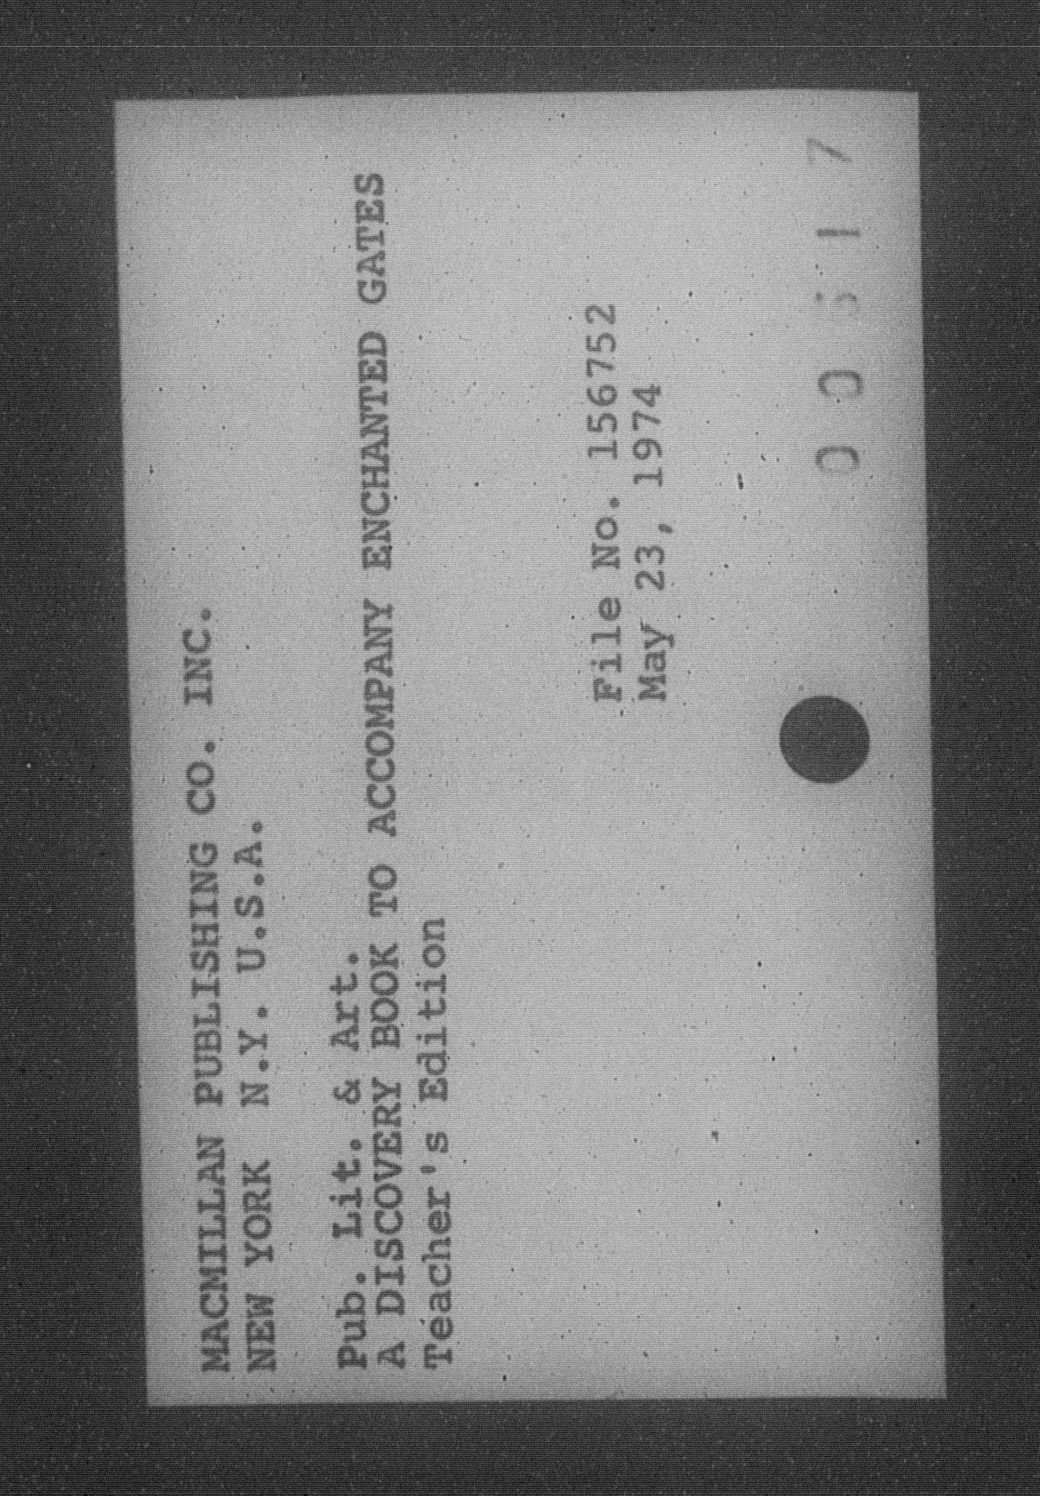 MACMILLAN PUBLISHING CO. INC.
NEW YORK N.Y. U.S.A.
Pub. Lit. & Art.
A DISCOVERY BOOK TO ACCOMPANY ENCHANTED GATES
Teacher's Edition
File No. 156752
May 23, 1974